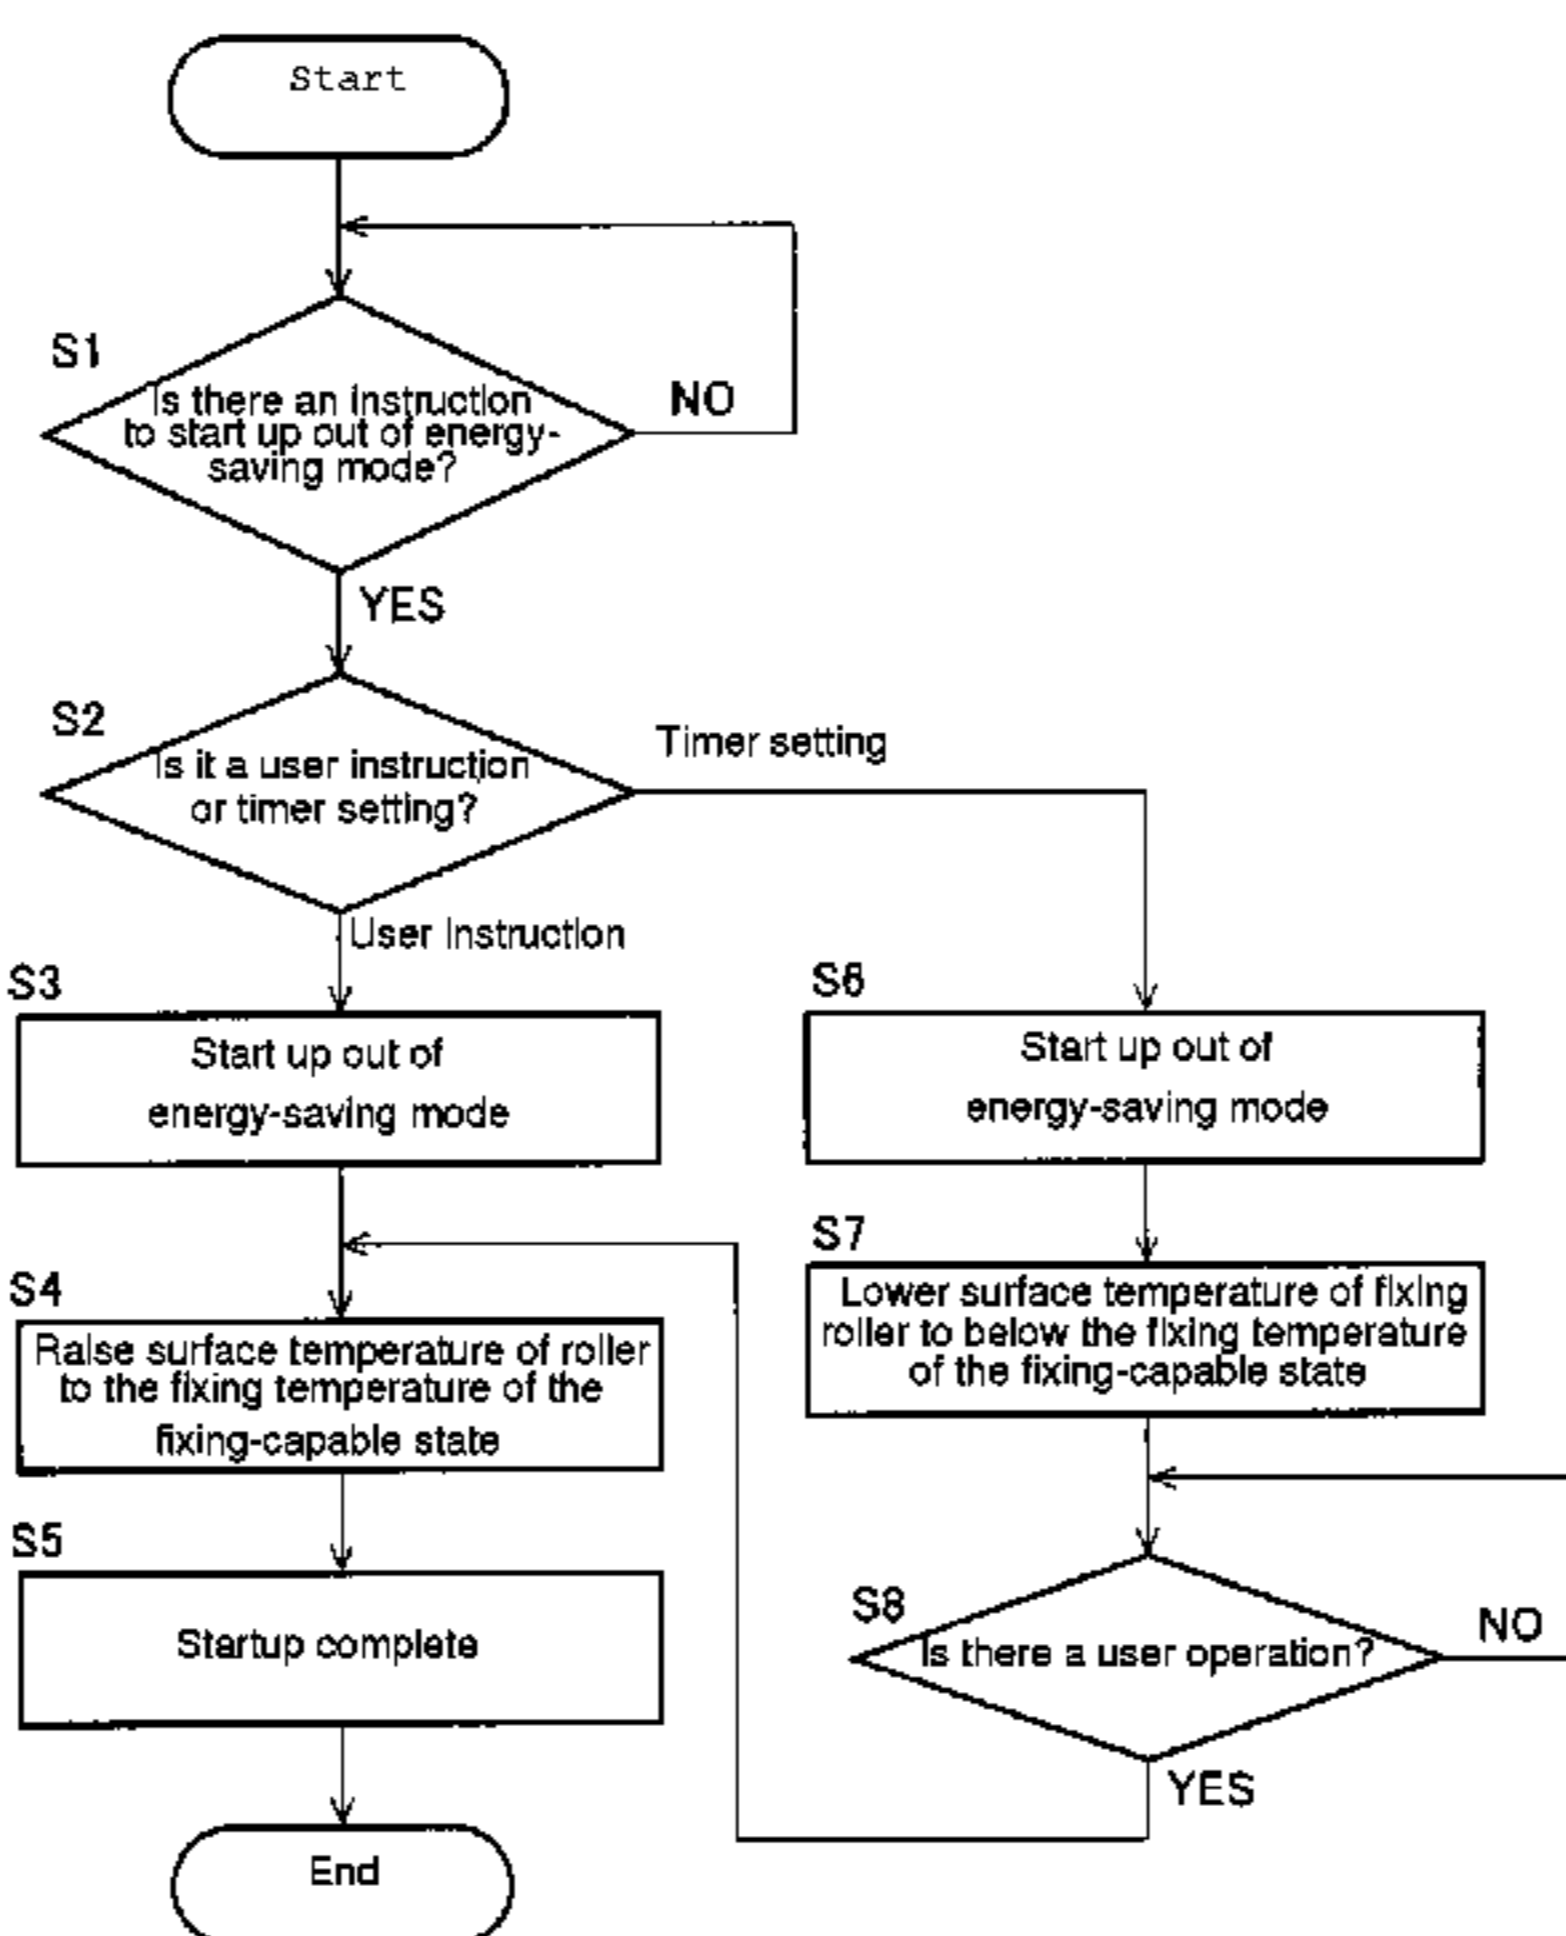 Start
S1
Is there an instruction
to start up out of energy-
saving mode?
NO
YES
S2
Is it a user instruction
or timer setting?
Timer setting
User instruction
S3
Start up out of
energy-saving mode
S4
Raise surface temperature of roller
to the fixing temperature of the
fixing-capable state
S5
Startup complete
End
S6
Start up out of
energy-saving mode
S7
Lower surface temperature of fixing
roller to below the fixing temperature
of the fixing-capable state
S8
Is there a user operation?
NO
YES